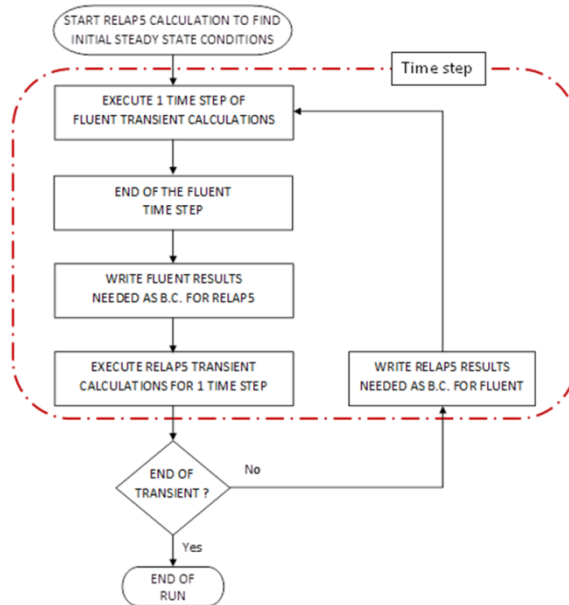 START RELAP5 CALCULATION TO FIND
INITIAL STEADY STATE CONDITIONS
Time step
EXECUTE 1 TIME STEP OF
FLUENT TRANSIENT CALCULATIONS
END OF THE FLUENT
TIME STEP
WRITE FLUENT RESULTS
NEEDED AS B.C. FOR RELAP5
EXECUTE RELAP5 TRANSIENT
CALCULATIONS FOR 1 TIME STEP
WRITE RELAP5 RESULTS
NEEDED AS B.C. FOR FLUENT
END OF
TRANSIENT ?
No
Yes
END OF
RUN